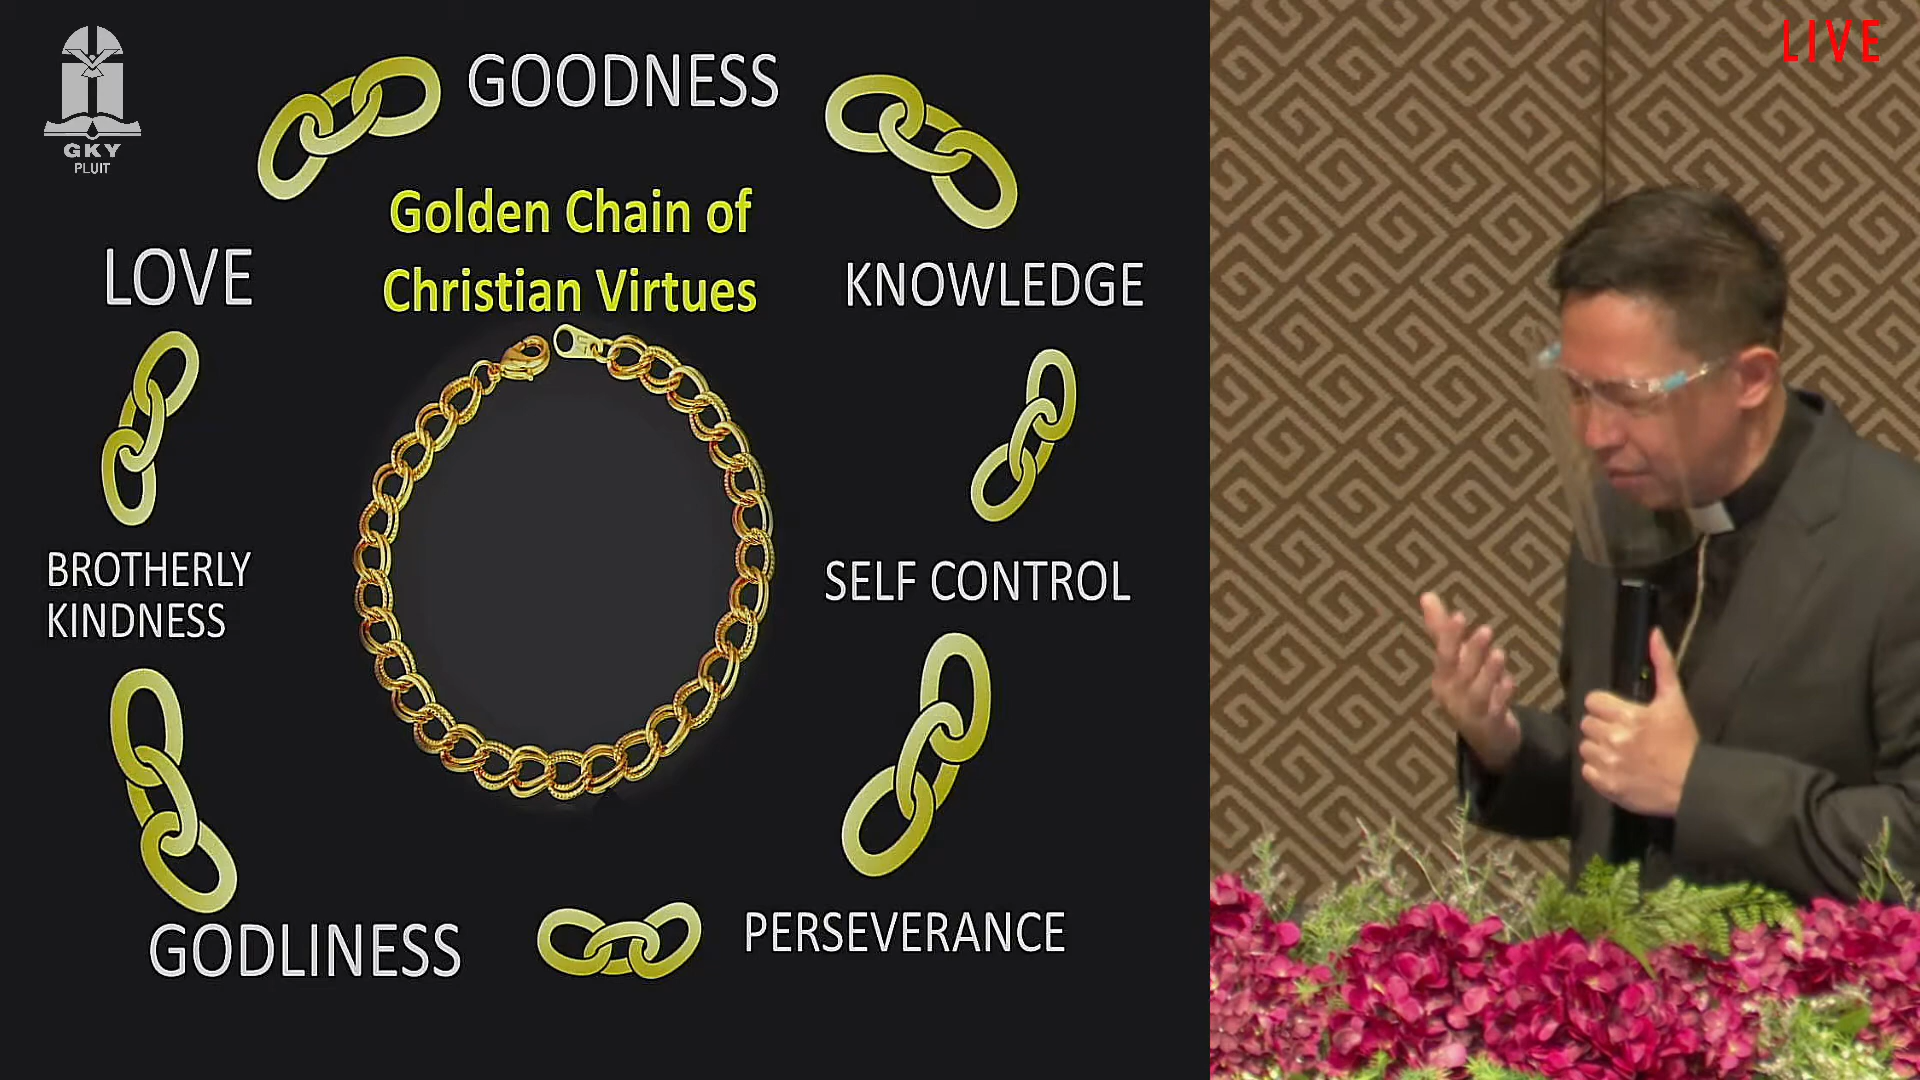 GKY
PLUIT
GOODNESS
LIVE
Golden Chain of
Christian Virtues
LOVE
KNOWLEDGE
BROTHERLY
KINDNESS
SELF CONTROL
GODLINESS
PERSEVERANCE